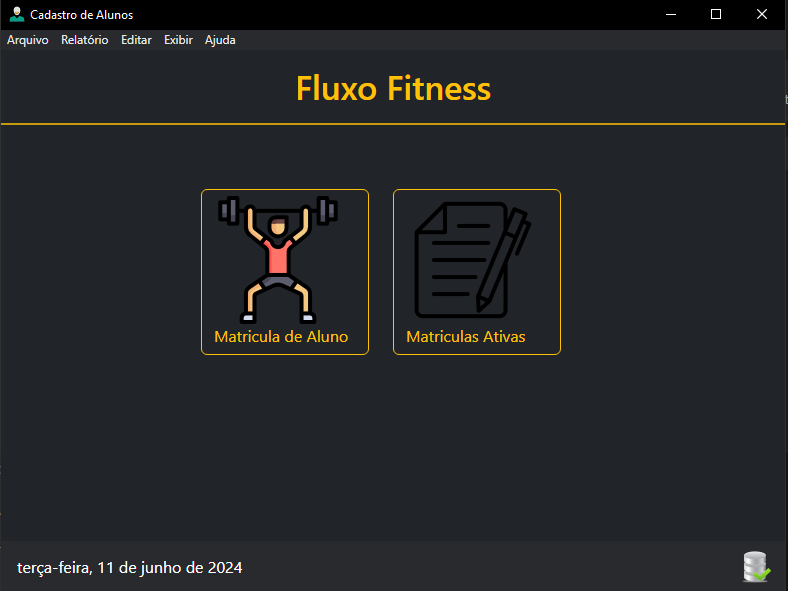 Cadastro de Alunos
Arquivo Relatório Editar Exibir Ajuda
Fluxo Fitness
Matricula de Aluno Matriculas Ativas
terça-feira, 11 de junho de 2024